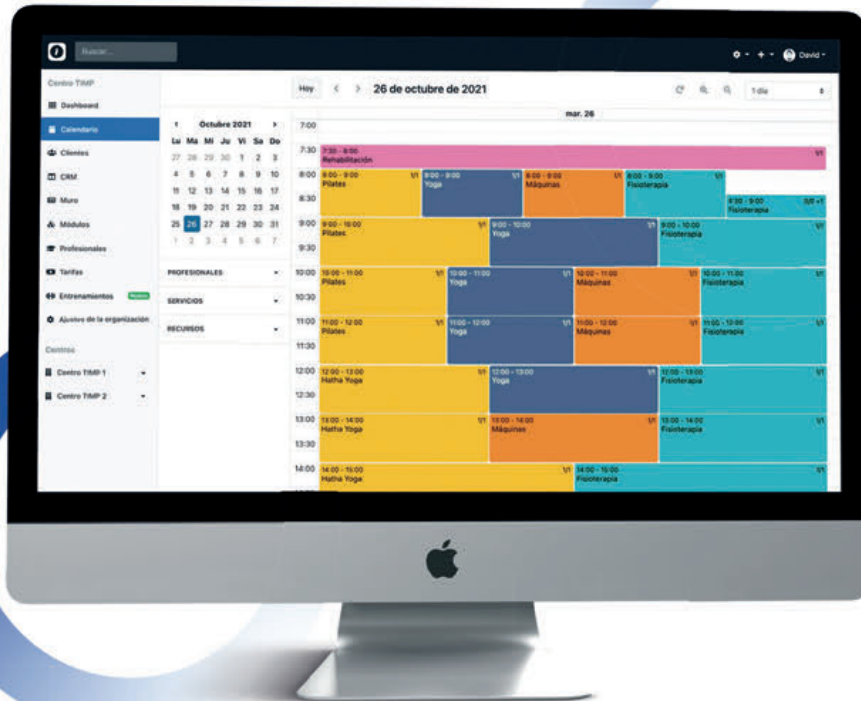 Buscar...
David
Centro TIMP
Dashboard
Calendario
Clientes
CRM
Muro
Módulos
Profesionales
Tarifas
Entrenamientos Nuevo
Ajustes de la organización
Centros
Centro TIMP 1
Centro TIMP 2
Octubre 2021
Lu Ma Mi Ju Vi Sa Do
27 28 29 30 1 2 3
4 5 6 7 8 9 10
11 12 13 14 15 16 17
18 19 20 21 22 23 24
25 26 27 28 29 30 31
1 2 3 4 5 6 7
PROFESIONALES
SERVICIOS
RECURSOS
Hoy < > 26 de octubre de 2021 1 día
mar. 26
7:00
7:30 7:30 - 8:00 1/1
Rehabilitación
8:00 8:00 - 9:00 1/1 8:00 - 9:00 1/1 8:00 - 9:00 1/1 8:00 - 9:00 1/1
Pilates Yoga Máquinas Fisioterapia
8:30 8:30 - 9:00 0/0 +1
Fisioterapia
9:00 9:00 - 10:00 1/1 9:00 - 10:00 1/1 9:00 - 10:00 1/1
Pilates Yoga Fisioterapia
9:30
10:00 10:00 - 11:00 1/1 10:00 - 11:00 1/1 10:00 - 11:00 1/1 10:00 - 11:00 1/1
Pilates Yoga Máquinas Fisioterapia
10:30
11:00 11:00 - 12:00 1/1 11:00 - 12:00 1/1 11:00 - 12:00 1/1 11:00 - 12:00 1/1
Pilates Yoga Máquinas Fisioterapia
11:30
12:00 12:00 - 13:00 1/1 12:00 - 13:00 1/1 12:00 - 13:00 1/1
Hatha Yoga Yoga Fisioterapia
12:30
13:00 13:00 - 14:00 1/1 13:00 - 14:00 1/1 13:00 - 14:00 1/1
Hatha Yoga Máquinas Fisioterapia
13:30
14:00 14:00 - 15:00 1/1 14:00 - 15:00 1/1
Hatha Yoga Fisioterapia